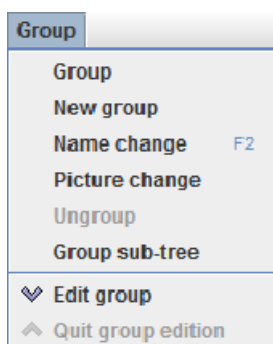 Group
Group
New group
Name change F2
Picture change
Ungroup
Group sub-tree
Edit group
Quit group edition